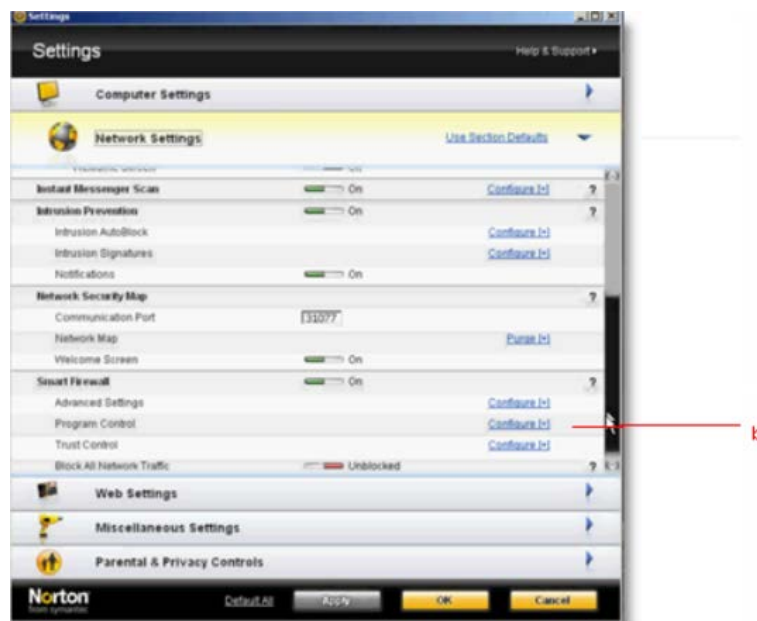 Settings
Settings
Help & Support
Computer Settings
Network Settings
Use Section Defaults
On
Instant Messenger Scan On Configure [+] ?
Intrusion Prevention On ?
Intrusion AutoBlock Configure [+]
Intrusion Signatures Configure [+]
Notifications On
Network Security Map ?
Communication Port 31077
Network Map Purge [+]
Welcome Screen On
Smart Firewall On ?
Advanced Settings Configure [+]
Program Control Configure [+]
Trust Control Configure [+]
Block All Network Traffic Unblocked ?
Web Settings
Miscellaneous Settings
Parental & Privacy Controls
Norton
from symantec
Default All
Apply
OK
Cancel